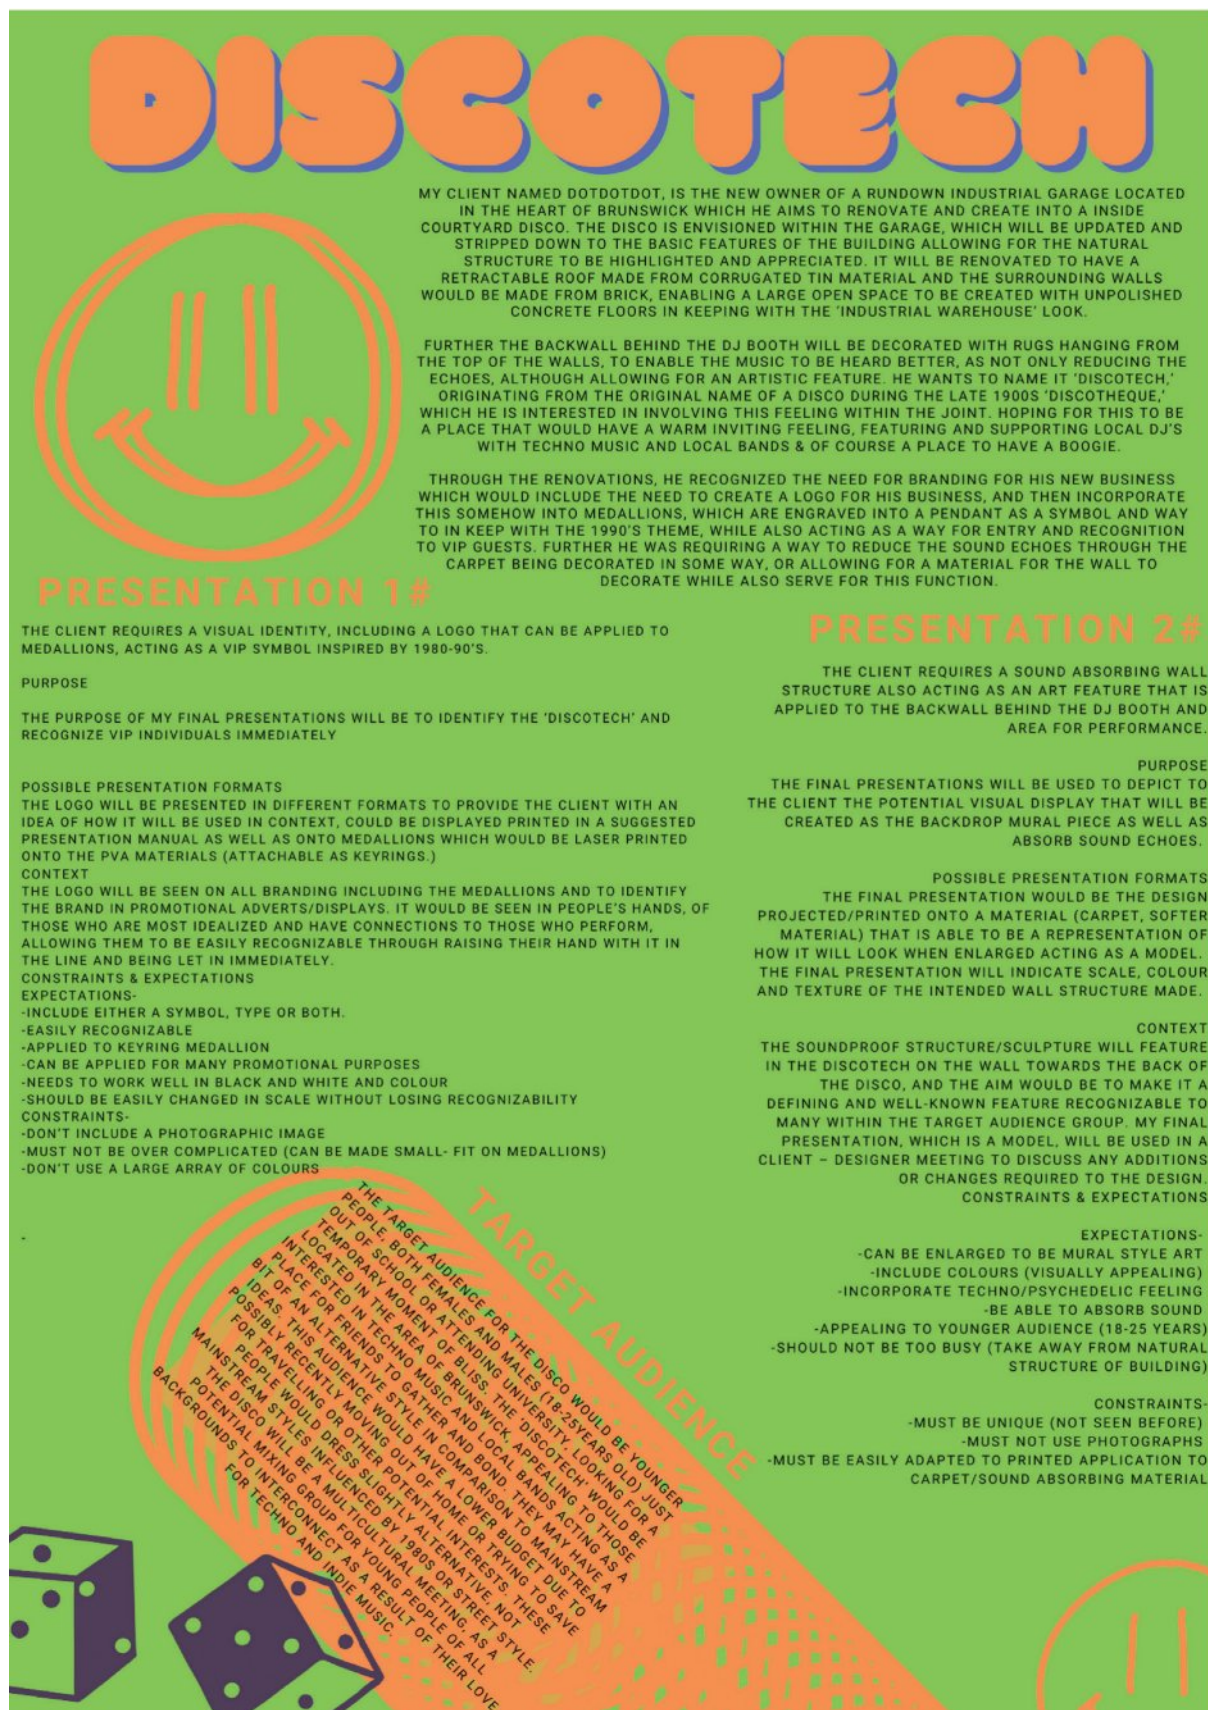 DISCOTECH
MY CLIENT NAMED DOTDOTDOT, IS THE NEW OWNER OF A RUNDOWN INDUSTRIAL GARAGE LOCATED
IN THE HEART OF BRUNSWICK WHICH HE AIMS TO RENOVATE AND CREATE INTO A INSIDE
COURTYARD DISCO. THE DISCO IS ENVISIONED WITHIN THE GARAGE, WHICH WILL BE UPDATED AND
STRIPPED DOWN TO THE BASIC FEATURES OF THE BUILDING ALLOWING FOR THE NATURAL
STRUCTURE TO BE HIGHLIGHTED AND APPRECIATED. IT WILL BE RENOVATED TO HAVE A
RETRACTABLE ROOF MADE FROM CORRUGATED TIN MATERIAL AND THE SURROUNDING WALLS
WOULD BE MADE FROM BRICK, ENABLING A LARGE OPEN SPACE TO BE CREATED WITH UNPOLISHED
CONCRETE FLOORS IN KEEPING WITH THE 'INDUSTRIAL WAREHOUSE' LOOK.
FURTHER THE BACKWALL BEHIND THE DJ BOOTH WILL BE DECORATED WITH RUGS HANGING FROM
THE TOP OF THE WALLS, TO ENABLE THE MUSIC TO BE HEARD BETTER, AS NOT ONLY REDUCING THE
ECHOES, ALTHOUGH ALLOWING FOR AN ARTISTIC FEATURE. HE WANTS TO NAME IT 'DISCOTECH,'
ORIGINATING FROM THE ORIGINAL NAME OF A DISCO DURING THE LATE 1900S 'DISCOTHEQUE,'
WHICH HE IS INTERESTED IN INVOLVING THIS FEELING WITHIN THE JOINT. HOPING FOR THIS TO BE
A PLACE THAT WOULD HAVE A WARM INVITING FEELING, FEATURING AND SUPPORTING LOCAL DJ'S
WITH TECHNO MUSIC AND LOCAL BANDS & OF COURSE A PLACE TO HAVE A BOOGIE.
THROUGH THE RENOVATIONS, HE RECOGNIZED THE NEED FOR BRANDING FOR HIS NEW BUSINESS
WHICH WOULD INCLUDE THE NEED TO CREATE A LOGO FOR HIS BUSINESS, AND THEN INCORPORATE
THIS SOMEHOW INTO MEDALLIONS, WHICH ARE ENGRAVED INTO A PENDANT AS A SYMBOL AND WAY
TO IN KEEP WITH THE 1990'S THEME, WHILE ALSO ACTING AS A WAY FOR ENTRY AND RECOGNITION
TO VIP GUESTS. FURTHER HE WAS REQUIRING A WAY TO REDUCE THE SOUND ECHOES THROUGH THE
CARPET BEING DECORATED IN SOME WAY, OR ALLOWING FOR A MATERIAL FOR THE WALL TO
DECORATE WHILE ALSO SERVE FOR THIS FUNCTION.
PRESENTATION 1#
THE CLIENT REQUIRES A VISUAL IDENTITY, INCLUDING A LOGO THAT CAN BE APPLIED TO
MEDALLIONS, ACTING AS A VIP SYMBOL INSPIRED BY 1980-90'S.
PURPOSE
THE PURPOSE OF MY FINAL PRESENTATIONS WILL BE TO IDENTIFY THE 'DISCOTECH' AND
RECOGNIZE VIP INDIVIDUALS IMMEDIATELY
POSSIBLE PRESENTATION FORMATS
THE LOGO WILL BE PRESENTED IN DIFFERENT FORMATS TO PROVIDE THE CLIENT WITH AN
IDEA OF HOW IT WILL BE USED IN CONTEXT, COULD BE DISPLAYED PRINTED IN A SUGGESTED
PRESENTATION MANUAL AS WELL AS ONTO MEDALLIONS WHICH WOULD BE LASER PRINTED
ONTO THE PVA MATERIALS (ATTACHABLE AS KEYRINGS.)
CONTEXT
THE LOGO WILL BE SEEN ON ALL BRANDING INCLUDING THE MEDALLIONS AND TO IDENTIFY
THE BRAND IN PROMOTIONAL ADVERTS/DISPLAYS. IT WOULD BE SEEN IN PEOPLE'S HANDS, OF
THOSE WHO ARE MOST IDEALIZED AND HAVE CONNECTIONS TO THOSE WHO PERFORM,
ALLOWING THEM TO BE EASILY RECOGNIZABLE THROUGH RAISING THEIR HAND WITH IT IN
THE LINE AND BEING LET IN IMMEDIATELY.
CONSTRAINTS & EXPECTATIONS
EXPECTATIONS-
-INCLUDE EITHER A SYMBOL, TYPE OR BOTH.
-EASILY RECOGNIZABLE
-APPLIED TO KEYRING MEDALLION
-CAN BE APPLIED FOR MANY PROMOTIONAL PURPOSES
-NEEDS TO WORK WELL IN BLACK AND WHITE AND COLOUR
-SHOULD BE EASILY CHANGED IN SCALE WITHOUT LOSING RECOGNIZABILITY
CONSTRAINTS-
-DON'T INCLUDE A PHOTOGRAPHIC IMAGE
-MUST NOT BE OVER COMPLICATED (CAN BE MADE SMALL- FIT ON MEDALLIONS)
-DON'T USE A LARGE ARRAY OF COLOURS
-
PRESENTATION 2#
THE CLIENT REQUIRES A SOUND ABSORBING WALL
STRUCTURE ALSO ACTING AS AN ART FEATURE THAT IS
APPLIED TO THE BACKWALL BEHIND THE DJ BOOTH AND
AREA FOR PERFORMANCE.
PURPOSE
THE FINAL PRESENTATIONS WILL BE USED TO DEPICT TO
THE CLIENT THE POTENTIAL VISUAL DISPLAY THAT WILL BE
CREATED AS THE BACKDROP MURAL PIECE AS WELL AS
ABSORB SOUND ECHOES.
POSSIBLE PRESENTATION FORMATS
THE FINAL PRESENTATION WOULD BE THE DESIGN
PROJECTED/PRINTED ONTO A MATERIAL (CARPET, SOFTER
MATERIAL) THAT IS ABLE TO BE A REPRESENTATION OF
HOW IT WILL LOOK WHEN ENLARGED ACTING AS A MODEL.
THE FINAL PRESENTATION WILL INDICATE SCALE, COLOUR
AND TEXTURE OF THE INTENDED WALL STRUCTURE MADE.
CONTEXT
THE SOUNDPROOF STRUCTURE/SCULPTURE WILL FEATURE
IN THE DISCOTECH ON THE WALL TOWARDS THE BACK OF
THE DISCO, AND THE AIM WOULD BE TO MAKE IT A
DEFINING AND WELL-KNOWN FEATURE RECOGNIZABLE TO
MANY WITHIN THE TARGET AUDIENCE GROUP. MY FINAL
PRESENTATION, WHICH IS A MODEL, WILL BE USED IN A
CLIENT – DESIGNER MEETING TO DISCUSS ANY ADDITIONS
OR CHANGES REQUIRED TO THE DESIGN.
CONSTRAINTS & EXPECTATIONS
EXPECTATIONS-
-CAN BE ENLARGED TO BE MURAL STYLE ART
-INCLUDE COLOURS (VISUALLY APPEALING)
-INCORPORATE TECHNO/PSYCHEDELIC FEELING
-BE ABLE TO ABSORB SOUND
-APPEALING TO YOUNGER AUDIENCE (18-25 YEARS)
-SHOULD NOT BE TOO BUSY (TAKE AWAY FROM NATURAL
STRUCTURE OF BUILDING)
CONSTRAINTS-
-MUST BE UNIQUE (NOT SEEN BEFORE)
-MUST NOT USE PHOTOGRAPHS
-MUST BE EASILY ADAPTED TO PRINTED APPLICATION TO
CARPET/SOUND ABSORBING MATERIAL
TARGET AUDIENCE
THE TARGET AUDIENCE FOR THE DISCO WOULD BE YOUNGER
PEOPLE, BOTH FEMALES AND MALES (18-25YEARS OLD) JUST
OUT OF SCHOOL OR ATTENDING UNIVERSITY, LOOKING FOR A
TEMPORARY MOMENT OF BLISS. THE 'DISCOTECH' WOULD BE
LOCATED IN THE AREA OF BRUNSWICK, APPEALING TO THOSE
INTERESTED IN TECHNO MUSIC AND LOCAL BANDS ACTING AS A
PLACE FOR FRIENDS TO GATHER AND BOND. THEY MAY HAVE A
BIT OF AN ALTERNATIVE STYLE IN COMPARISON TO MAINSTREAM
IDEAS. THIS AUDIENCE WOULD HAVE A LOWER BUDGET DUE TO
POSSIBLY RECENTLY MOVING OUT OF HOME OR TRYING TO SAVE
FOR TRAVELLING OR OTHER POTENTIAL INTERESTS. THESE
PEOPLE WOULD DRESS SLIGHTLY ALTERNATIVE, NOT
MAINSTREAM STYLES INFLUENCED BY 1980S OR STREET STYLE.
THE DISCO WILL BE A MULTICULTURAL MEETING, AS A
POTENTIAL MIXING GROUP FOR YOUNG PEOPLE OF ALL
BACKGROUNDS TO INTERCONNECT AS A RESULT OF THEIR LOVE
FOR TECHNO AND INDIE MUSIC.